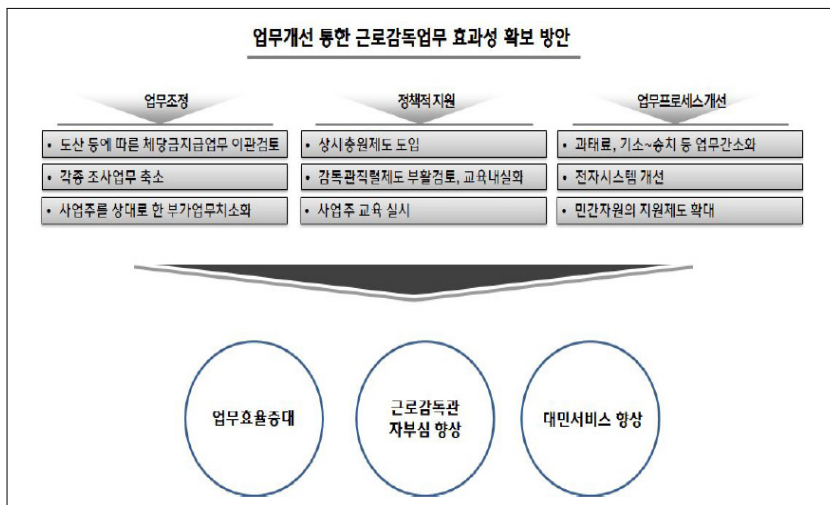 업무개선 통한 근로감독업무 효과성 확보 방안
업무조정
• 도산 등에 따른 체당금지급업무 이관검토
• 각종 조사업무 축소
• 사업주를 상대로 한 부가업무최소화
정책적 지원
• 상시충원제도 도입
• 감독관직렬제도 부활검토, 교육내실화
• 사업주 교육 실시
업무프로세스개선
• 과태료, 기소~송치 등 업무간소화
• 전자시스템 개선
• 민간자원의 지원제도 확대
업무효율증대
근로감독관
자부심 향상
대민서비스 향상